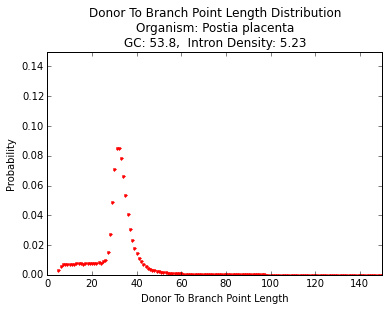 Donor To Branch Point Length Distribution
Organism: Postia placenta
GC: 53.8,  Intron Density: 5.23
Probability
0.14
0.12
0.10
0.08
0.06
0.04
0.02
0.00
0 20 40 60 80 100 120 140
Donor To Branch Point Length